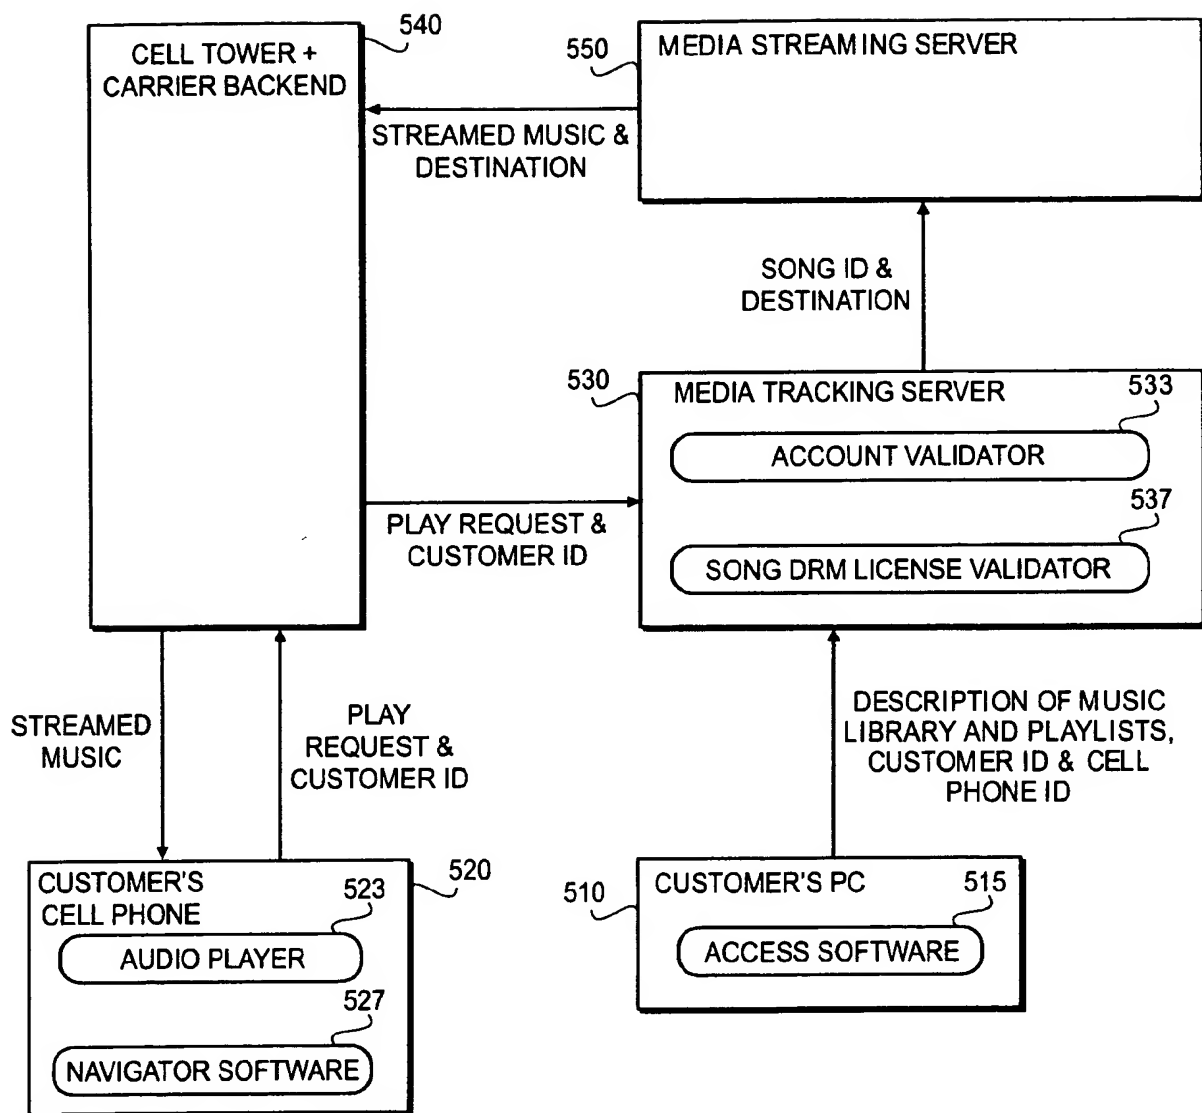 CELL TOWER +
CARRIER BACKEND
540
550
MEDIA STREAMING SERVER
STREAMED MUSIC &
DESTINATION
SONG ID &
DESTINATION
530
MEDIA TRACKING SERVER
533
ACCOUNT VALIDATOR
537
SONG DRM LICENSE VALIDATOR
PLAY REQUEST &
CUSTOMER ID
STREAMED
MUSIC
PLAY
REQUEST &
CUSTOMER ID
DESCRIPTION OF MUSIC
LIBRARY AND PLAYLISTS,
CUSTOMER ID & CELL
PHONE ID
CUSTOMER'S
CELL PHONE
520
523
AUDIO PLAYER
527
NAVIGATOR SOFTWARE
510
CUSTOMER'S PC
515
ACCESS SOFTWARE